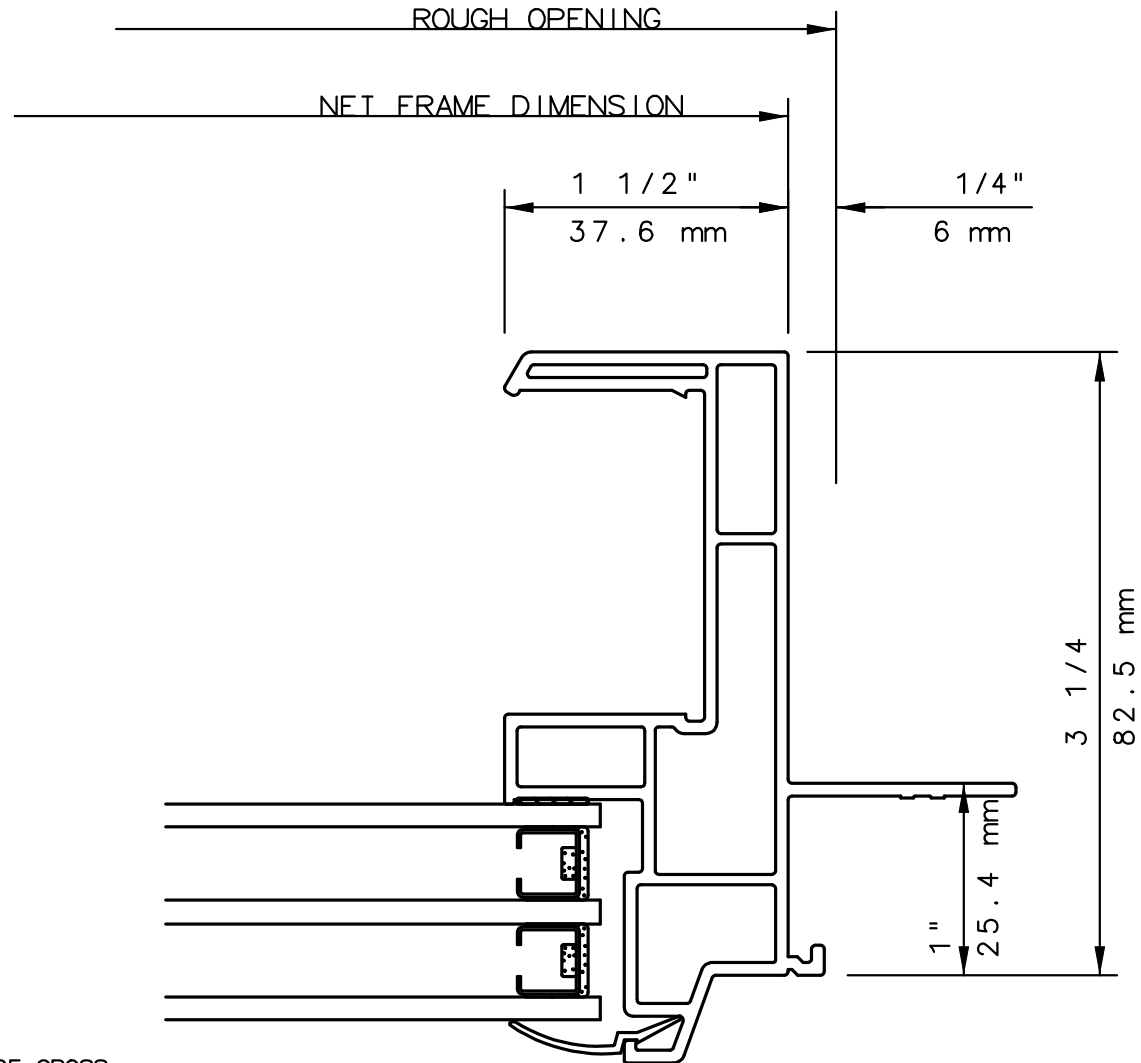 ROUGH OPENING
NET FRAME DIMENSION
1 1/2"
37.6 mm
1/4"
6 mm
3 1/4
82.5 mm
1"
25.4 mm